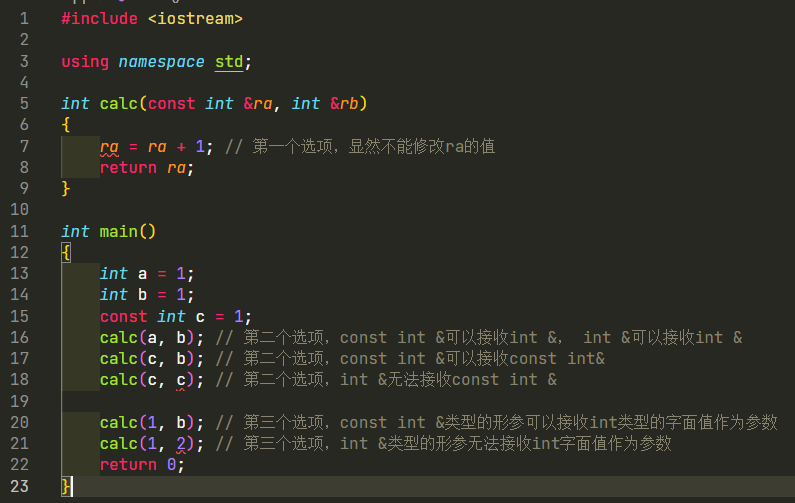 1 #include <iostream>
2
3 using namespace std;
4
5 int calc(const int &ra, int &rb)
6 {
7 ra = ra + 1; // 第一个选项，显然不能修改ra的值
8 return ra;
9 }
10
11 int main()
12 {
13 int a = 1;
14 int b = 1;
15 const int c = 1;
16 calc(a, b); // 第二个选项，const int &可以接收int &， int &可以接收int &
17 calc(c, b); // 第二个选项，const int &可以接收const int&
18 calc(c, c); // 第二个选项，int &无法接收const int &
19
20 calc(1, b); // 第三个选项，const int &类型的形参可以接收int类型的字面值作为参数
21 calc(1, 2); // 第三个选项，int &类型的形参无法接收int字面值作为参数
22 return 0;
23 }